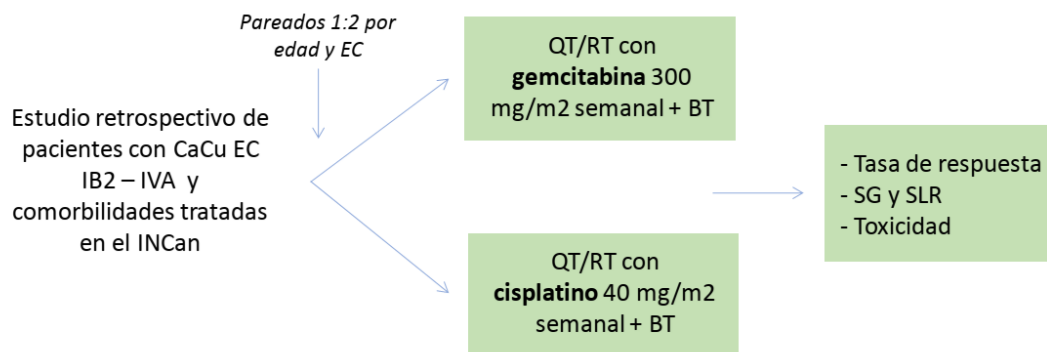 Pareados 1:2 por
edad y EC
Estudio retrospectivo de
pacientes con CaCu EC
IB2 – IVA y
comorbilidades tratadas
en el INCan
QT/RT con
gemcitabina 300
mg/m2 semanal + BT
QT/RT con
cisplatino 40 mg/m2
semanal + BT
- Tasa de respuesta
- SG y SLR
- Toxicidad